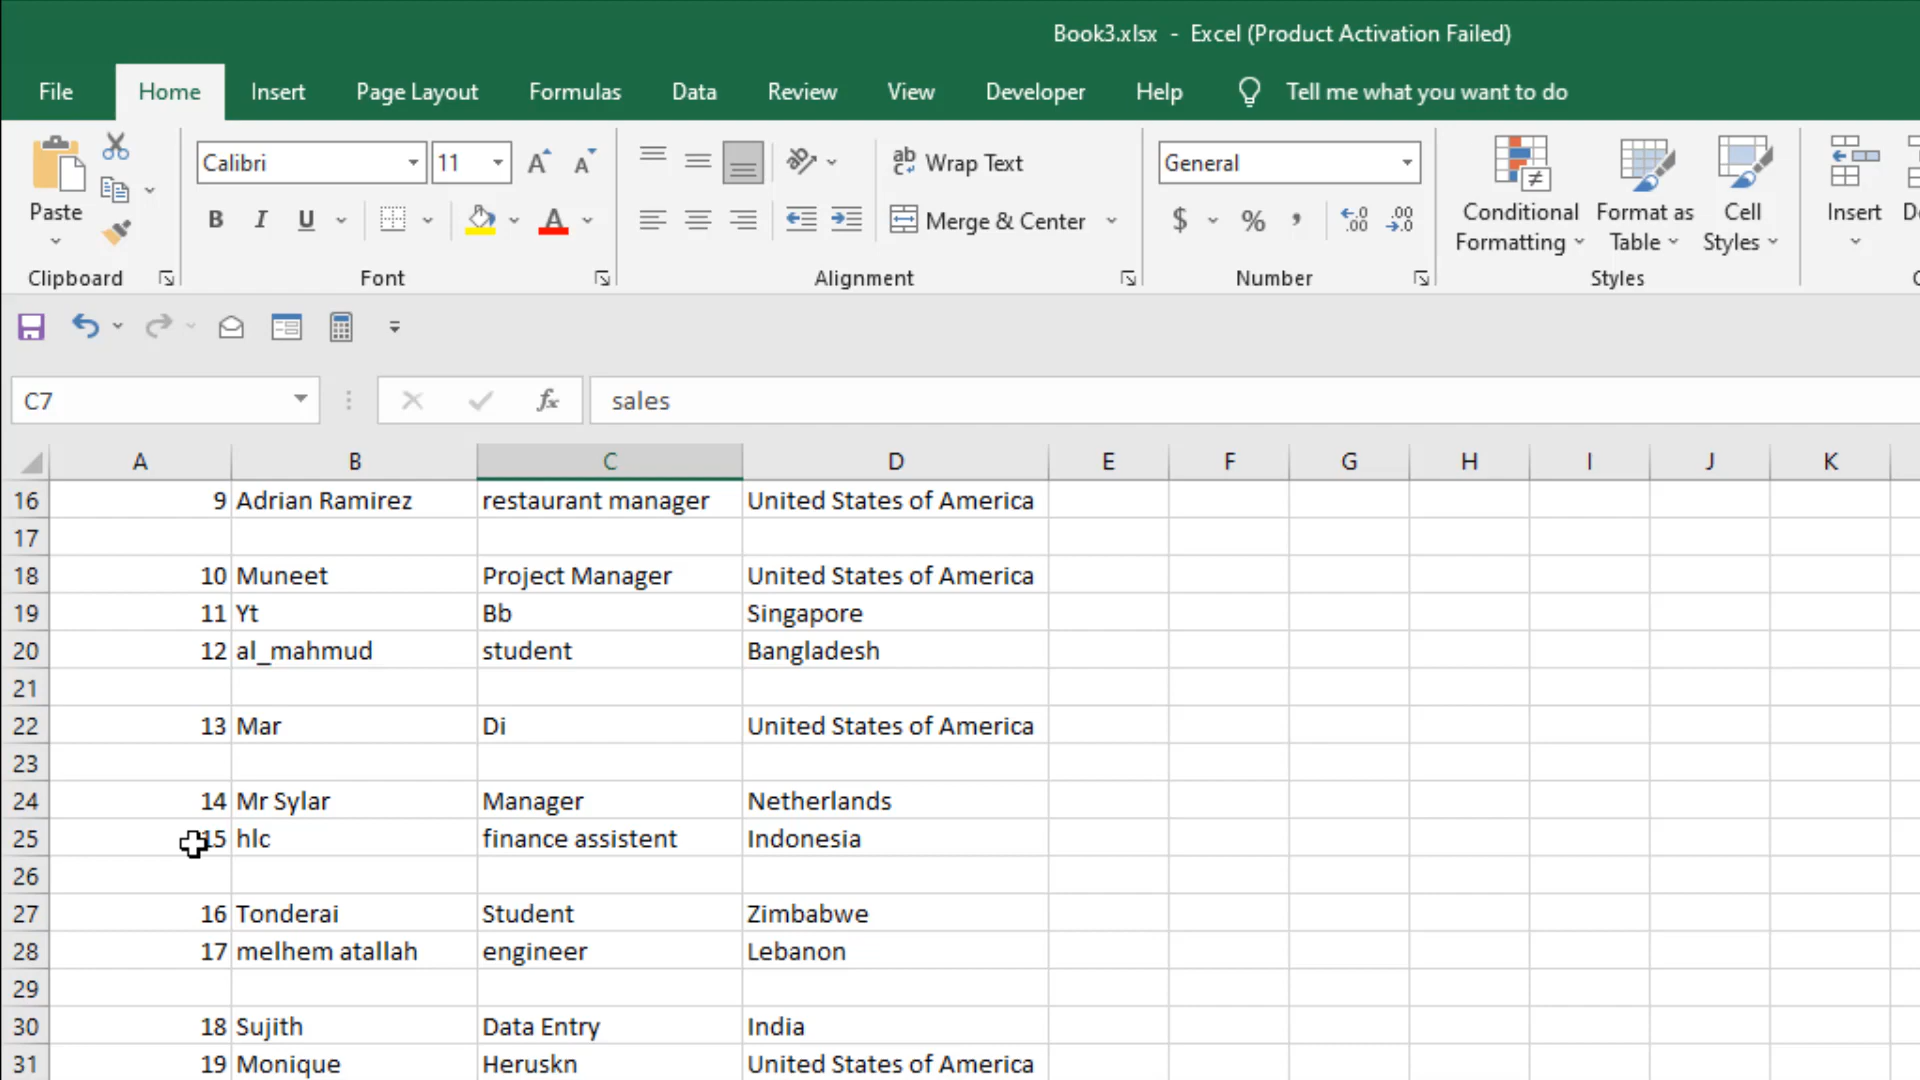 Book3.xlsx - Excel (Product Activation Failed)
File Home Insert Page Layout Formulas Data Review View Developer Help Tell me what you want to do
Paste
Clipboard
Calibri 11
B I U
Font
Wrap Text
Merge & Center
Alignment
General
$ % ,
Number
Conditional Formatting
Format as Table
Cell Styles
Styles
Insert
C7 fx sales
A B C D E F G H I J K
16 9 Adrian Ramirez restaurant manager United States of America
17
18 10 Muneet Project Manager United States of America
19 11 Yt Bb Singapore
20 12 al_mahmud student Bangladesh
21
22 13 Mar Di United States of America
23
24 14 Mr Sylar Manager Netherlands
25 15 hlc finance assistent Indonesia
26
27 16 Tonderai Student Zimbabwe
28 17 melhem atallah engineer Lebanon
29
30 18 Sujith Data Entry India
31 19 Monique Heruskn United States of America